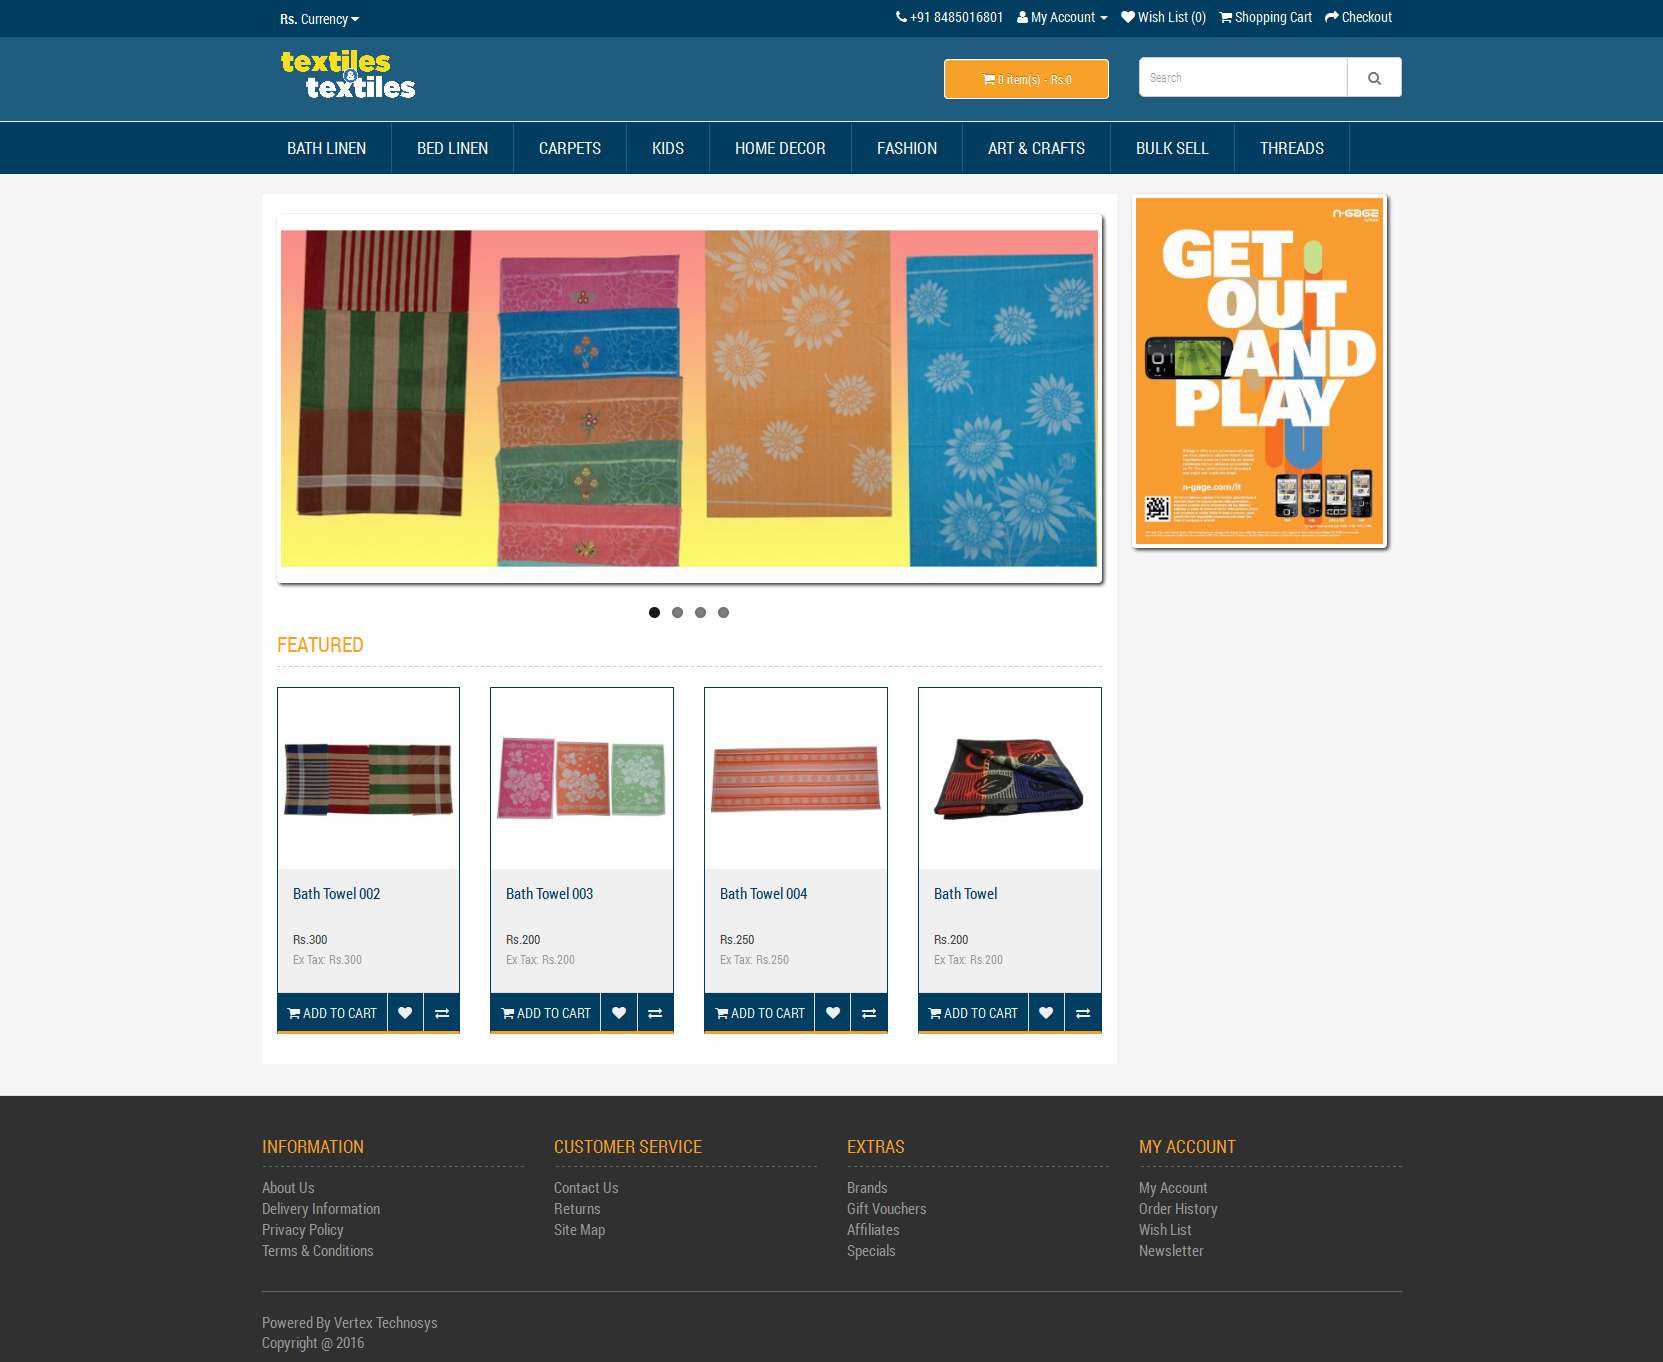 Rs. Currency
+91 8485016801 My Account Wish List (0) Shopping Cart Checkout
textiles
&
textiles
0 item(s) - Rs.0
Search
BATH LINEN BED LINEN CARPETS KIDS HOME DECOR FASHION ART & CRAFTS BULK SELL THREADS
n-gage
GET
OUT
AND
PLAY
n-gage.com/it
FEATURED
Bath Towel 002
Rs.300
Ex Tax: Rs.300
ADD TO CART
Bath Towel 003
Rs.200
Ex Tax: Rs.200
ADD TO CART
Bath Towel 004
Rs.250
Ex Tax: Rs.250
ADD TO CART
Bath Towel
Rs.200
Ex Tax: Rs.200
ADD TO CART
INFORMATION
About Us
Delivery Information
Privacy Policy
Terms & Conditions
CUSTOMER SERVICE
Contact Us
Returns
Site Map
EXTRAS
Brands
Gift Vouchers
Affiliates
Specials
MY ACCOUNT
My Account
Order History
Wish List
Newsletter
Powered By Vertex Technosys
Copyright @ 2016